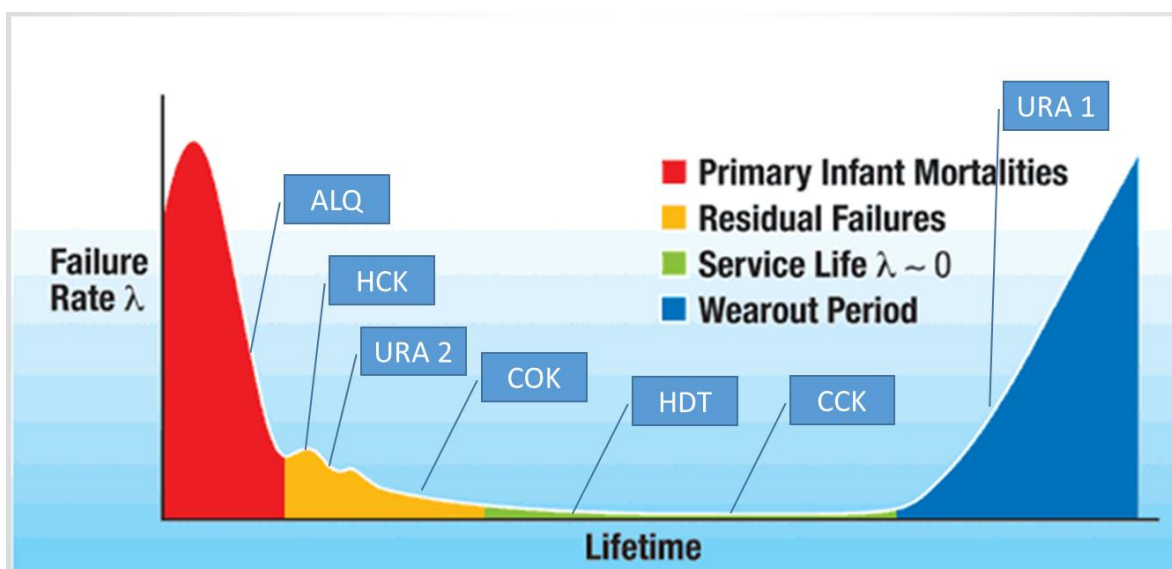 URA 1
Primary Infant Mortalities
ALQ
Residual Failures
Failure
Rate λ
HCK
Service Life λ ~ 0
Wearout Period
URA 2
COK
HDT
CCK
Lifetime